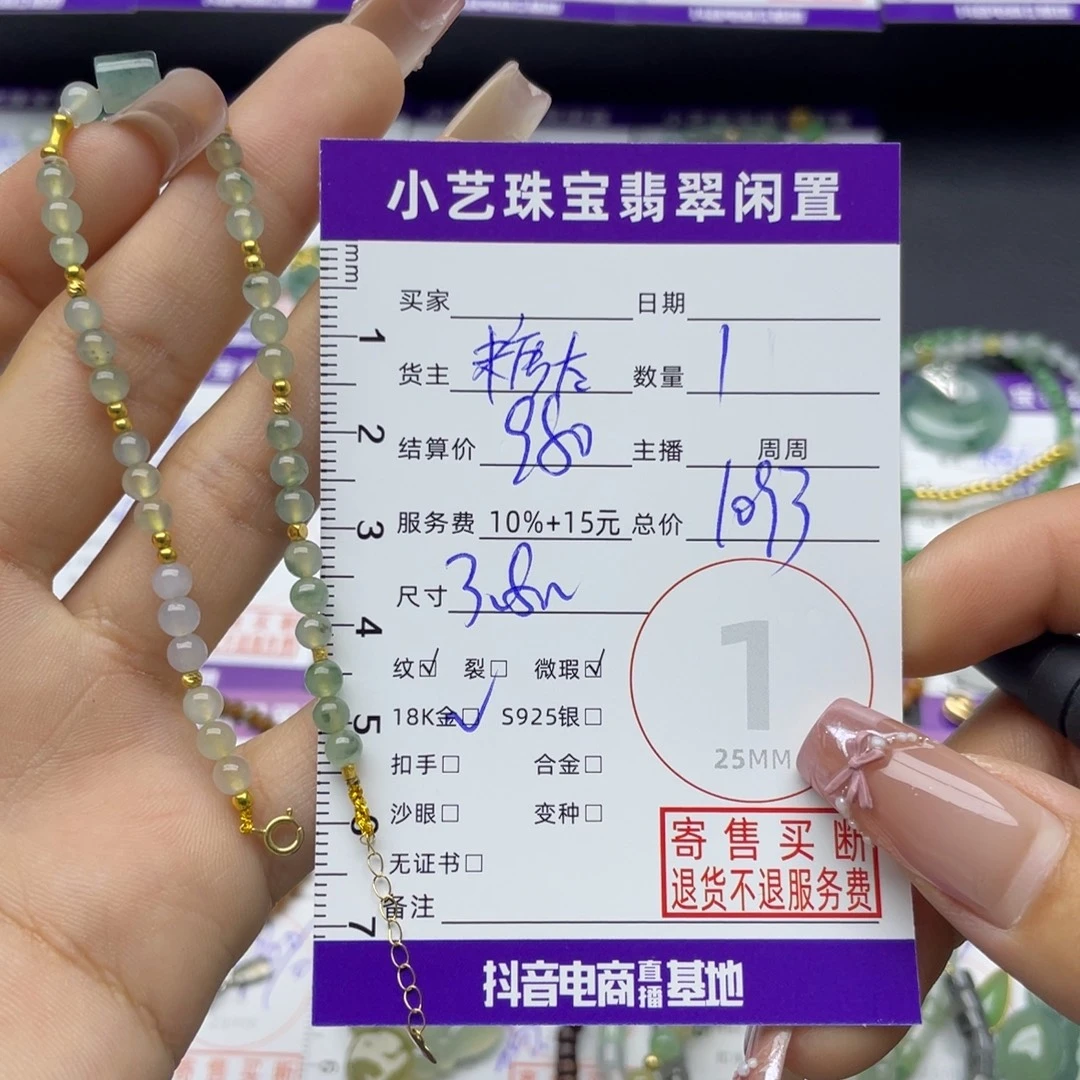 小艺珠宝翡翠闲置
mm
买家 日期
1
货主 糖左 数量 1
2
结算价 980 主播 周周
3
服务费 10%+15元 总价 1093
尺寸 3.8m
4
纹☑ 裂☐ 微瑕☑
18K金☑ S925银☐
5
1
25MM
扣手☐ 合金☐
沙眼☐ 变种☐
6
寄售买断
退货不退服务费
无证书☐
备注
7
抖音电商直播基地